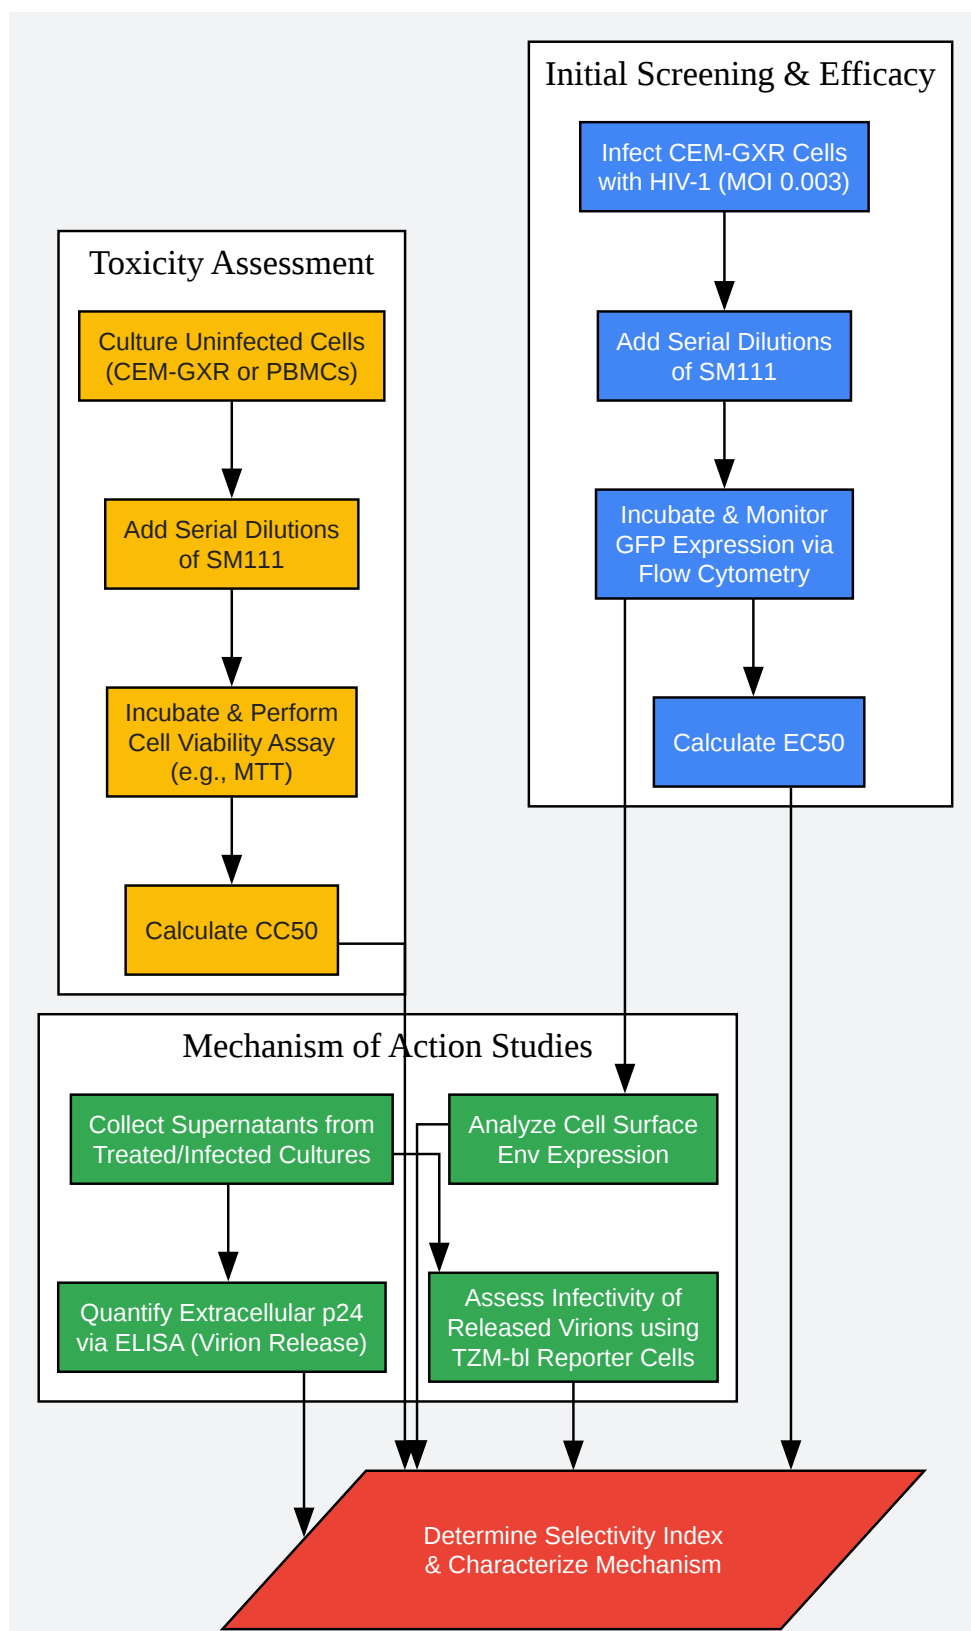 Initial Screening & Efficacy
Infect CEM-GXR Cells
with HIV-1 (MOI 0.003)
Add Serial Dilutions
of SM111
Incubate & Monitor
GFP Expression via
Flow Cytometry
Calculate EC50
Toxicity Assessment
Culture Uninfected Cells
(CEM-GXR or PBMCs)
Add Serial Dilutions
of SM111
Incubate & Perform
Cell Viability Assay
(e.g., MTT)
Calculate CC50
Mechanism of Action Studies
Collect Supernatants from
Treated/Infected Cultures
Analyze Cell Surface
Env Expression
Quantify Extracellular p24
via ELISA (Virion Release)
Assess Infectivity of
Released Virions using
TZM-bl Reporter Cells
Determine Selectivity Index
& Characterize Mechanism